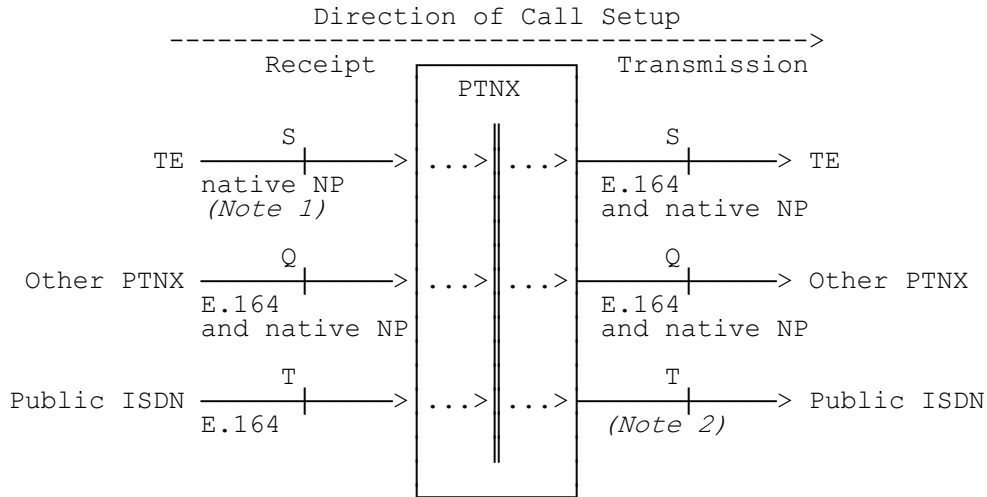 Direction of Call Setup
Receipt
Transmission
PTNX
S
S
TE
...>
...>
TE
native NP
(Note 1)
E.164
and native NP
Q
Q
Other PTNX
...>
...>
Other PTNX
E.164
and native NP
E.164
and native NP
T
T
Public ISDN
...>
...>
Public ISDN
E.164
(Note 2)